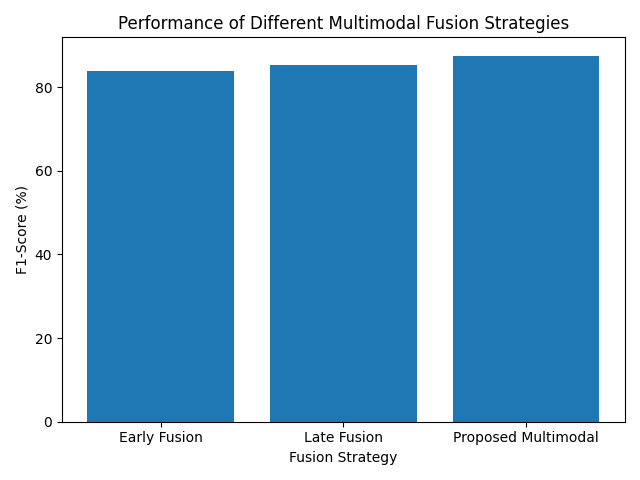 Performance of Different Multimodal Fusion Strategies
80
60
40
20
0
F1-Score (%)
Early Fusion
Late Fusion
Proposed Multimodal
Fusion Strategy